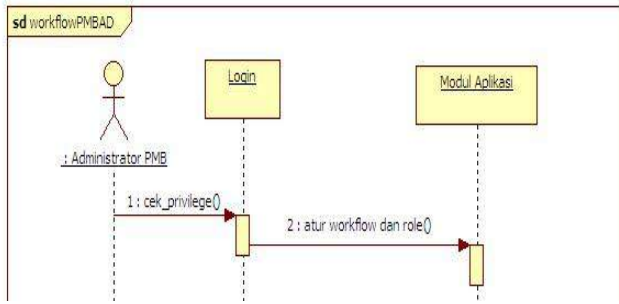 sd workflowPMBAD
Login
Modul Aplikasi
: Administrator PMB
1 : cek_privilege()
2 : atur workflow dan role()